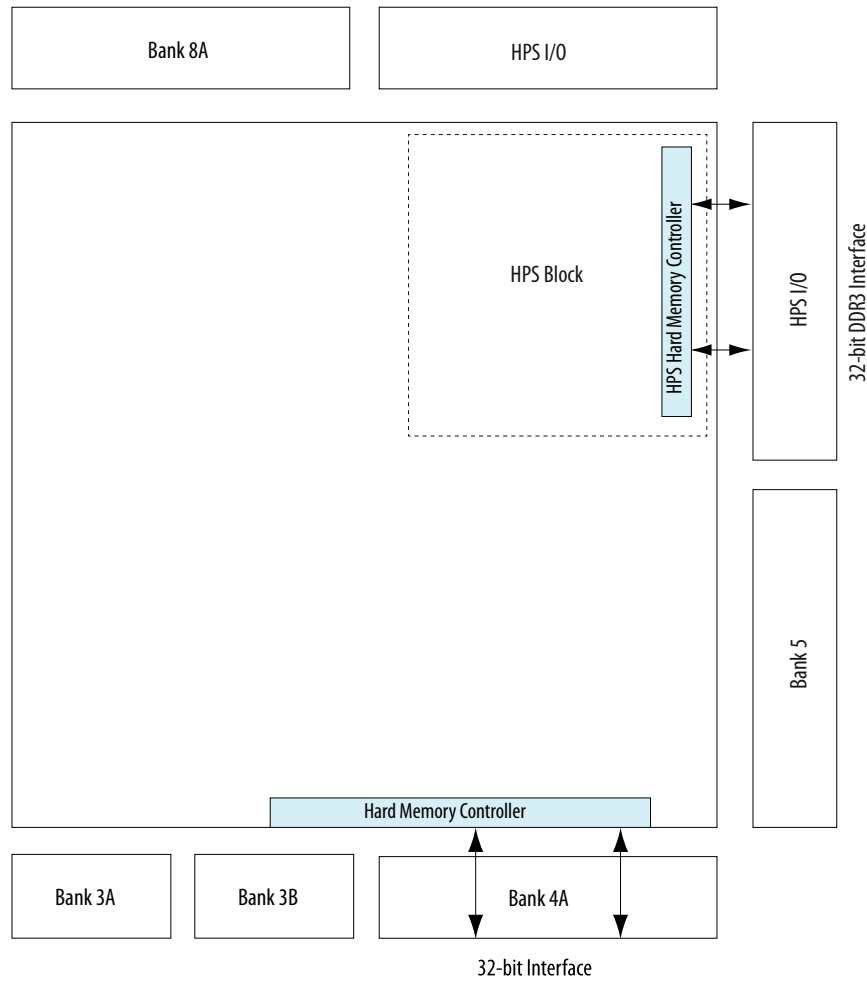 Bank 8A
HPS I/O
HPS Block
HPS Hard Memory Controller
HPS I/O
32-bit DDR3 Interface
Bank 5
Hard Memory Controller
Bank 3A
Bank 3B
Bank 4A
32-bit Interface